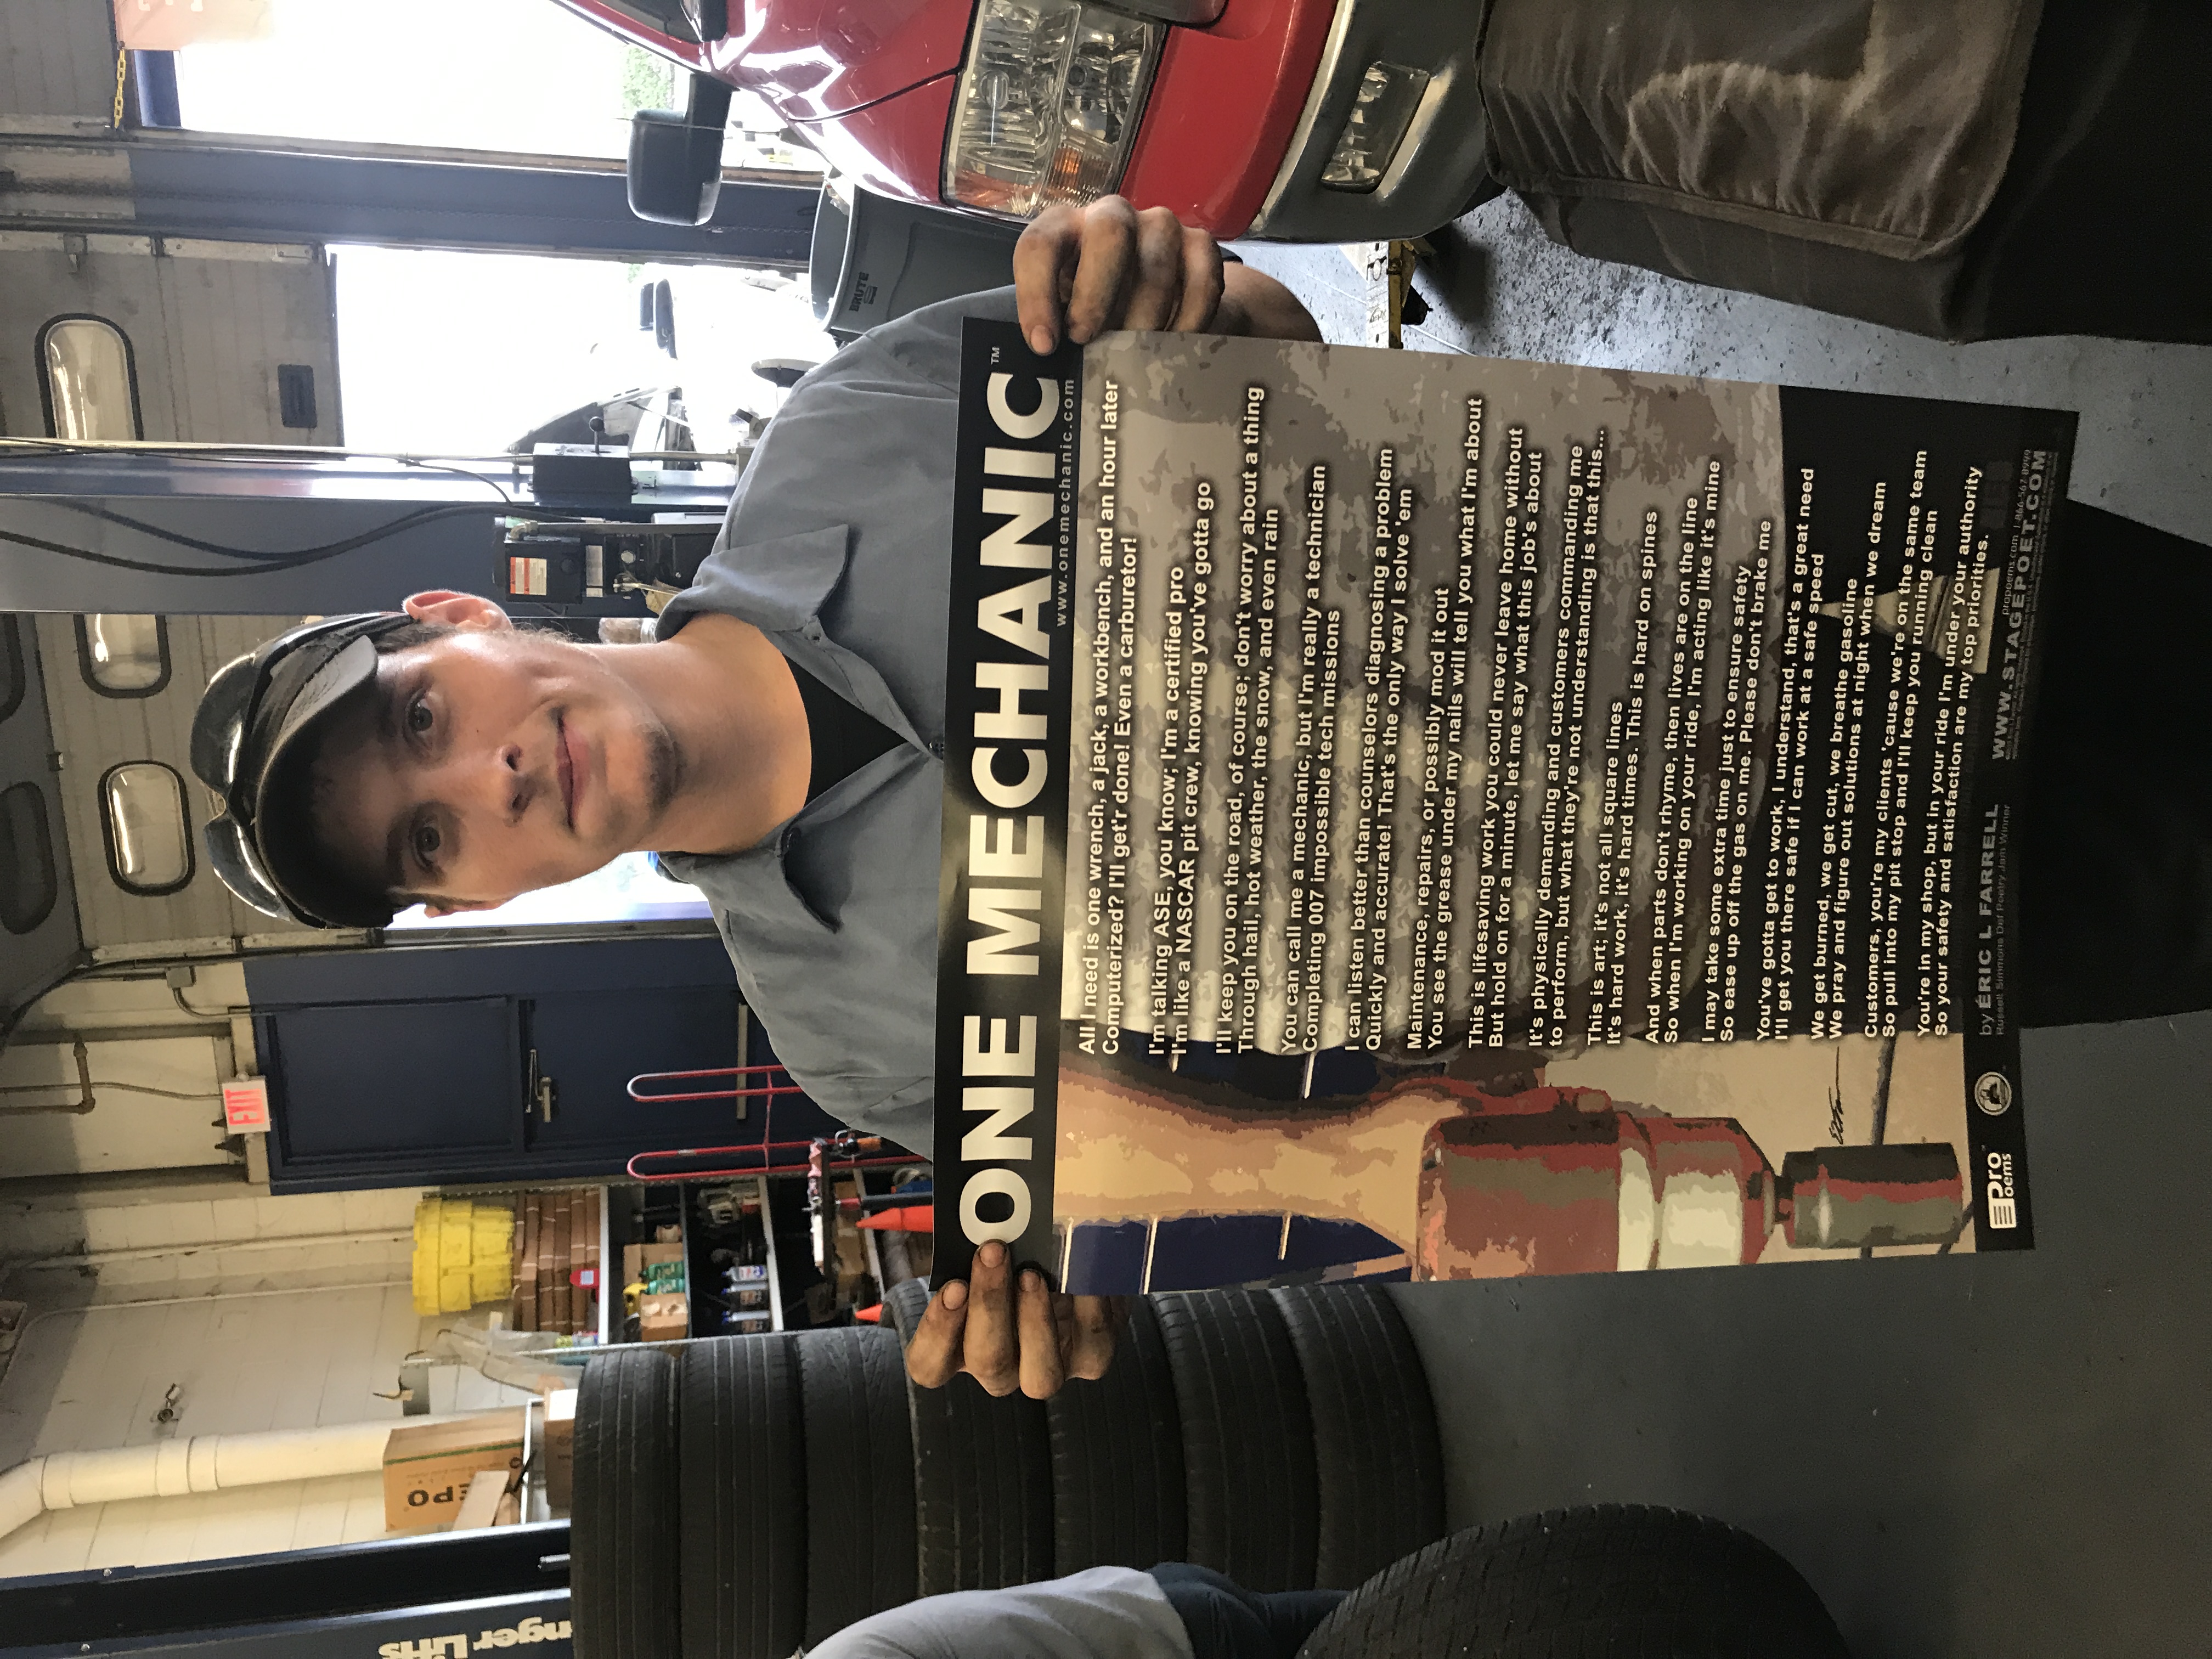 EXIT
BRUTE
EPO
nger Lifts
ONE MECHANIC™
www.onemechanic.com
All I need is one wrench, a jack, a workbench, and an hour later
Computerized? I'll get'r done! Even a carburetor!
I'm talking ASE, you know; I'm a certified pro
I'm like a NASCAR pit crew, knowing you've gotta go
I'll keep you on the road, of course; don't worry about a thing
Through hail, hot weather, the snow, and even rain
You can call me a mechanic, but I'm really a technician
Completing 007 impossible tech missions
I can listen better than counselors diagnosing a problem
Quickly and accurate! That's the only way I solve 'em
Maintenance, repairs, or possibly mod it out
You see the grease under my nails will tell you what I'm about
This is lifesaving work you could never leave home without
But hold on for a minute, let me say what this job's about
It's physically demanding and customers commanding me
to perform, but what they're not understanding is that this...
This is art; it's not all square lines
It's hard work, it's hard times. This is hard on spines
And when parts don't rhyme, then lives are on the line
So when I'm working on your ride, I'm acting like it's mine
I may take some extra time just to ensure safety
So ease up off the gas on me. Please don't brake me
You've gotta get to work, I understand, that's a great need
I'll get you there safe if I can work at a safe speed
We get burned, we get cut, we breathe gasoline
We pray and figure out solutions at night when we dream
Customers, you're my clients 'cause we're on the same team
So pull into my pit stop and I'll keep you running clean
You're in my shop, but in your ride I'm under your authority
So your safety and satisfaction are my top priorities.
Pro Poems
by ERIC L FARRELL
Russell Simmons Def Poetry Jam Winner
propoems.com | 866-567-8999
WWW.STAGEPOET.COM